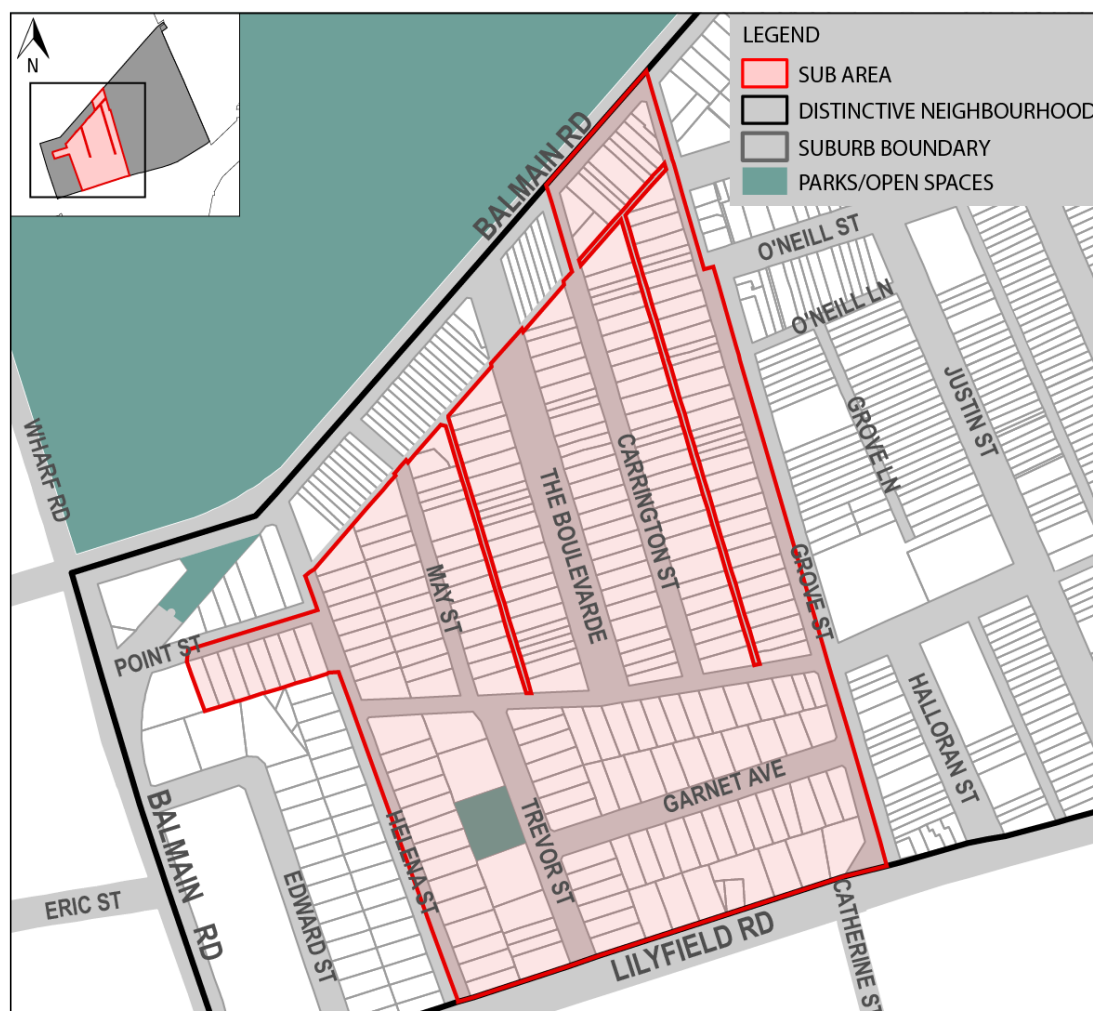 N
LEGEND
SUB AREA
DISTINCTIVE NEIGHBOURHOOD
SUBURB BOUNDARY
PARKS/OPEN SPACES
BALMAIN RD
O'NEILL ST
O'NEILL LN
JUSTIN ST
GROVE LN
WHARF RD
CARRINGTON ST
THE BOULEVARDE
MAY ST
GROVE ST
POINT ST
HALLORAN ST
GARNET AVE
TREVOR ST
HELENA ST
BALMAIN RD
EDWARD ST
ERIC ST
LILYFIELD RD
CATHERINE ST